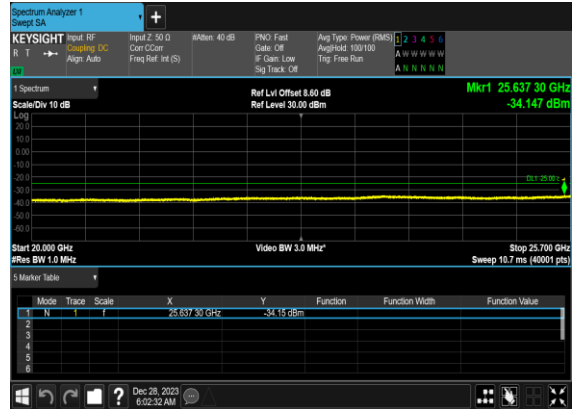 Spectrum Analyzer 1
Swept SA
KEYSIGHT
R T
Input: RF
Coupling: DC
Align: Auto
Input Z: 50 Ω
Corr CCorr
Freq Ref: Int (S)
#Atten: 40 dB
PNO: Fast
Gate: Off
IF Gain: Low
Sig Track: Off
Avg Type: Power (RMS)
Avg|Hold: 100/100
Trig: Free Run
1 2 3 4 5 6
A W W W W W
A N N N N N
1 Spectrum
Scale/Div 10 dB
Ref Lvl Offset 8.60 dB
Ref Level 30.00 dBm
Mkr1 25.637 30 GHz
-34.147 dBm
Log
20.0
10.0
0.00
-10.0
-20.0
-30.0
-40.0
-50.0
-60.0
Start 20.000 GHz
#Res BW 1.0 MHz
Video BW 3.0 MHz*
Stop 25.700 GHz
Sweep 10.7 ms (40001 pts)
5 Marker Table
Mode Trace Scale X Y Function Function Width Function Value
1 N 1 f 25.637 30 GHz -34.15 dBm
2
3
4
5
6
Dec 28, 2023
6:02:32 AM